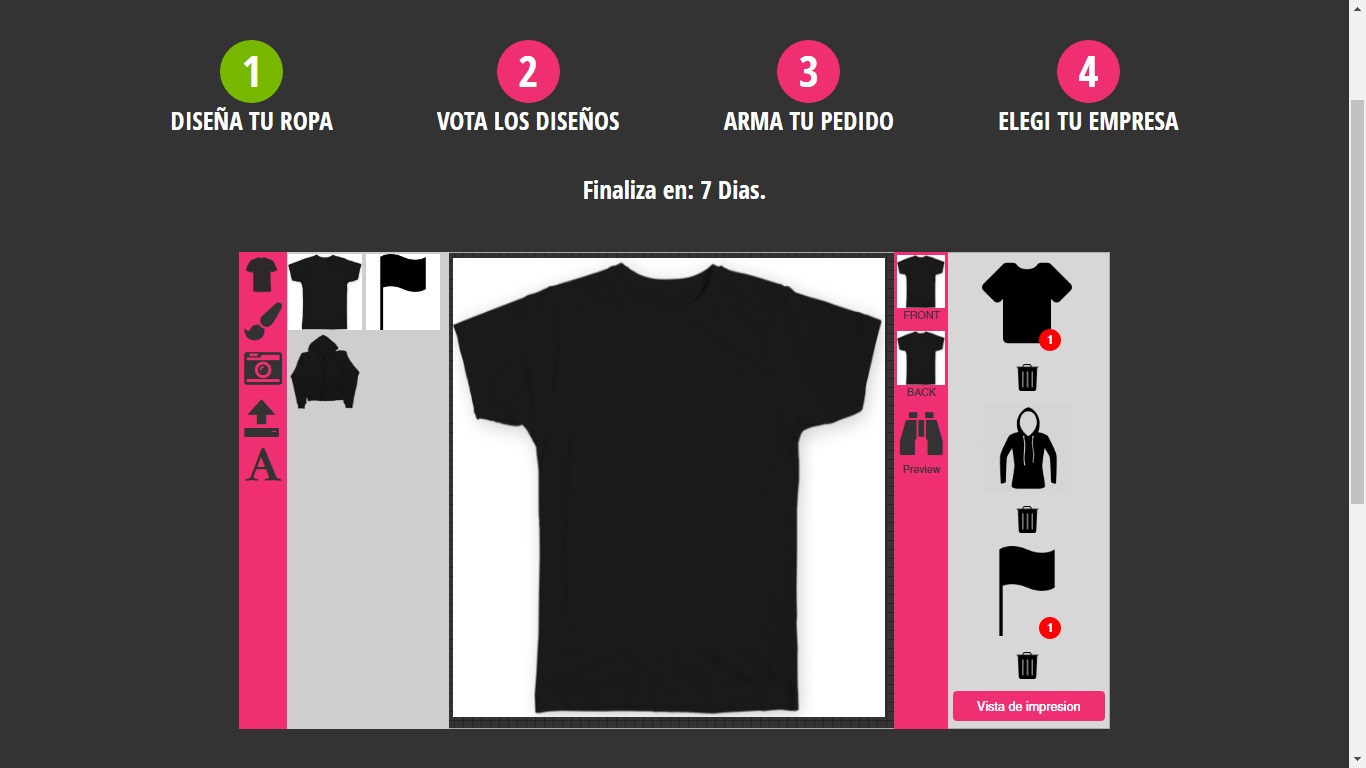 1
DISEÑA TU ROPA
2
VOTA LOS DISEÑOS
3
ARMA TU PEDIDO
4
ELEGI TU EMPRESA
Finaliza en: 7 Dias.
A
FRONT
BACK
Preview
1
1
Vista de impresion